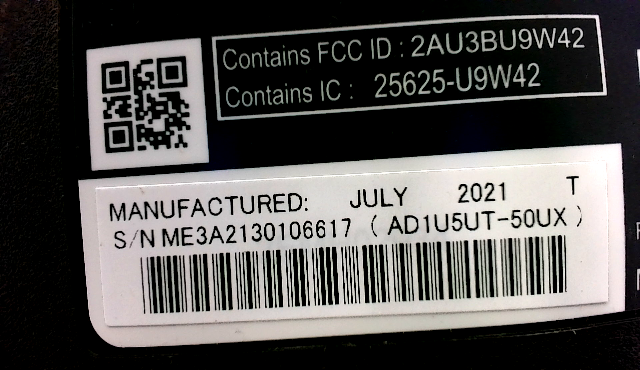 Contains FCC ID : 2AU3BU9W42
Contains IC : 25625-U9W42
MANUFACTURED: JULY 2021 T
S/N ME3A2130106617 ( AD1U5UT-50UX )